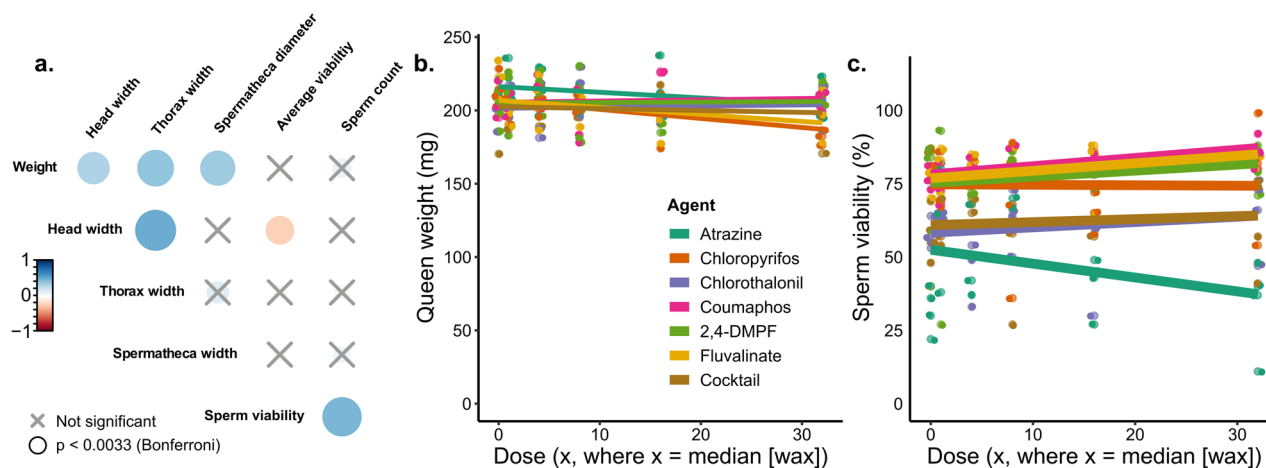 a.
Head width
Thorax width
Spermatheca diameter
Average viabiltiy
Sperm count
Weight
Head width
Thorax width
Spermatheca width
Sperm viability
1
0
−1
Not significant
p < 0.0033 (Bonferroni)
b.
Queen weight (mg)
250
200
150
100
50
0
Agent
Atrazine
Chloropyrifos
Chlorothalonil
Coumaphos
2,4-DMPF
Fluvalinate
Cocktail
0 10 20 30
Dose (x, where x = median [wax])
c.
Sperm viability (%)
100
75
50
25
0
0 10 20 30
Dose (x, where x = median [wax])